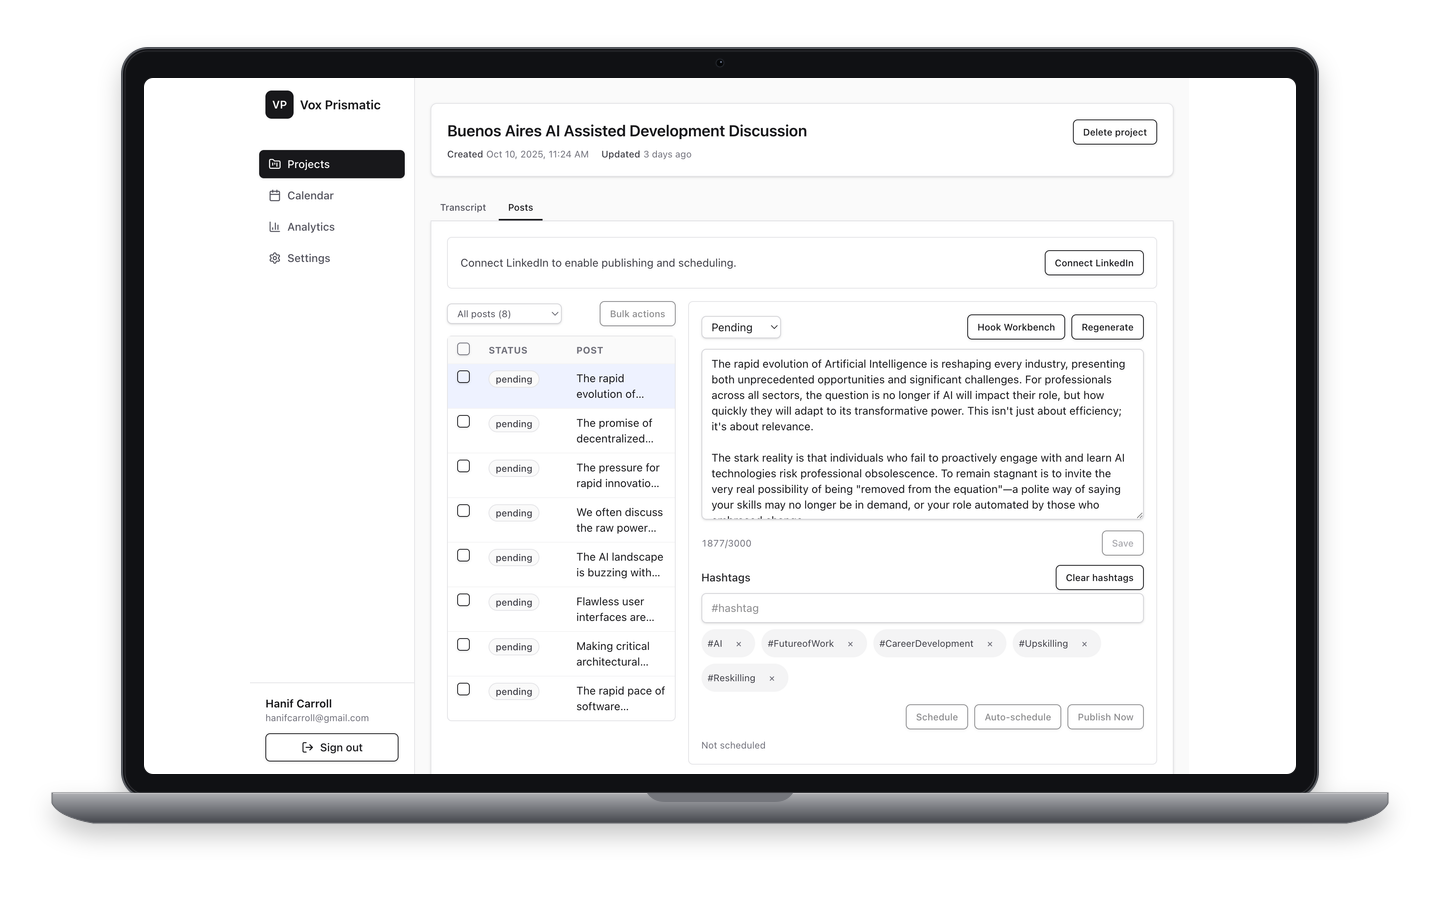 VP Vox Prismatic
Projects
Calendar
Analytics
Settings
Hanif Carroll
hanifcarroll@gmail.com
Sign out
Buenos Aires AI Assisted Development Discussion
Delete project
Created Oct 10, 2025, 11:24 AM Updated 3 days ago
Transcript Posts
Connect LinkedIn to enable publishing and scheduling.
Connect LinkedIn
All posts (8)
Bulk actions
STATUS POST
pending The rapid
evolution of...
pending The promise of
decentralized...
pending The pressure for
rapid innovatio...
pending We often discuss
the raw power...
pending The AI landscape
is buzzing with...
pending Flawless user
interfaces are...
pending Making critical
architectural...
pending The rapid pace of
software...
Pending
Hook Workbench
Regenerate
The rapid evolution of Artificial Intelligence is reshaping every industry, presenting
both unprecedented opportunities and significant challenges. For professionals
across all sectors, the question is no longer if AI will impact their role, but how
quickly they will adapt to its transformative power. This isn't just about efficiency;
it's about relevance.
The stark reality is that individuals who fail to proactively engage with and learn AI
technologies risk professional obsolescence. To remain stagnant is to invite the
very real possibility of being "removed from the equation"—a polite way of saying
your skills may no longer be in demand, or your role automated by those who
1877/3000
Save
Hashtags
Clear hashtags
#hashtag
#AI × #FutureofWork × #CareerDevelopment × #Upskilling ×
#Reskilling ×
Schedule Auto-schedule Publish Now
Not scheduled